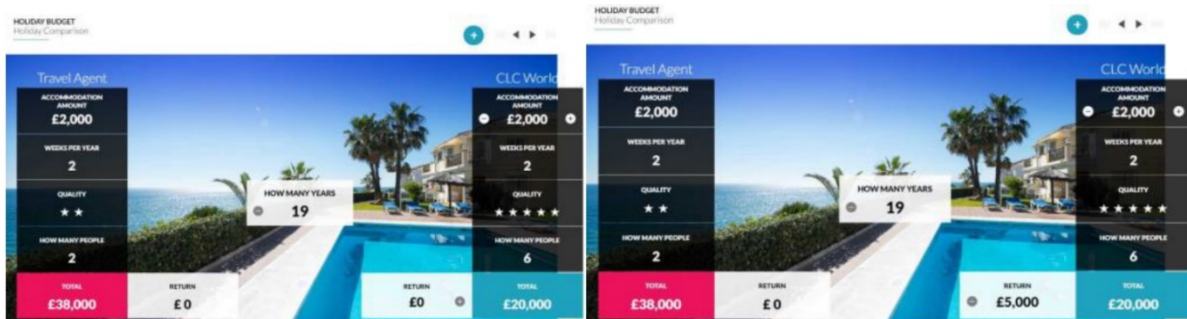 HOLIDAY BUDGET
Holiday Comparison
Travel Agent
CLC World
ACCOMMODATION
AMOUNT
£2,000
ACCOMMODATION
AMOUNT
£2,000
WEEKS PER YEAR
2
WEEKS PER YEAR
2
QUALITY
QUALITY
HOW MANY YEARS
19
HOW MANY PEOPLE
2
HOW MANY PEOPLE
6
TOTAL
£38,000
RETURN
£0
RETURN
£0
TOTAL
£20,000
HOLIDAY BUDGET
Holiday Comparison
Travel Agent
CLC World
ACCOMMODATION
AMOUNT
£2,000
ACCOMMODATION
AMOUNT
£2,000
WEEKS PER YEAR
2
WEEKS PER YEAR
2
QUALITY
QUALITY
HOW MANY YEARS
19
HOW MANY PEOPLE
2
HOW MANY PEOPLE
6
TOTAL
£38,000
RETURN
£0
RETURN
£5,000
TOTAL
£20,000